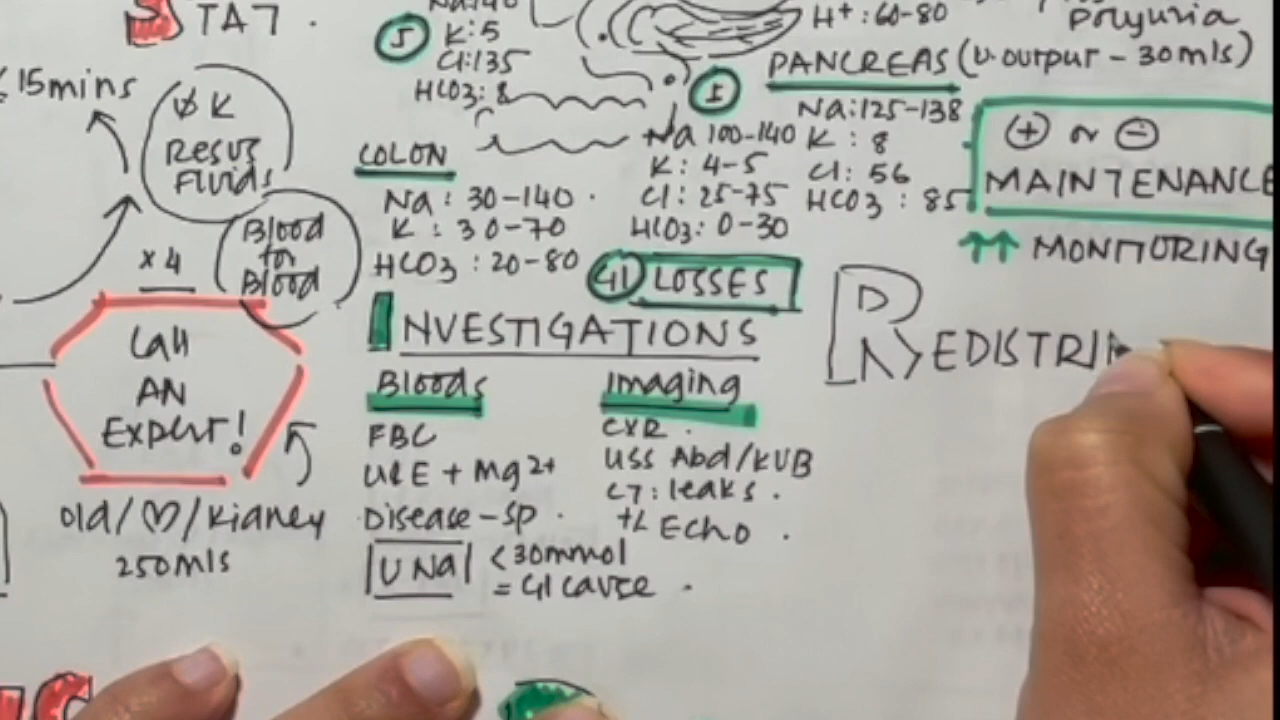 STAT.
≤ 15mins
Ø K
Resus
Fluids
Blood
for
Blood
x4
Call
AN
Expert!
Old/♡/Kidney
250mls
Na:140
K:5
Cl:135
HCO3:8
COLON
Na: 30-140.
K: 30-70
HCO3: 20-80
Na 100-140
K: 4-5
Cl: 25-75
HCO3: 0-30
GI LOSSES
H+: 60-80
PANCREAS
Na:125-138
K: 8
Cl: 56
HCO3: 85
polyuria
(U.output - 30mls)
+ or -
MAINTENANCE
↑↑ MONITORING
INVESTIGATIONS
Bloods
FBC
U&E + Mg2+
Disease-sp.
UNa <30mmol
= GI cause.
Imaging
CXR.
USS Abd/KUB
CT: leaks.
+/- Echo.
REDISTRI